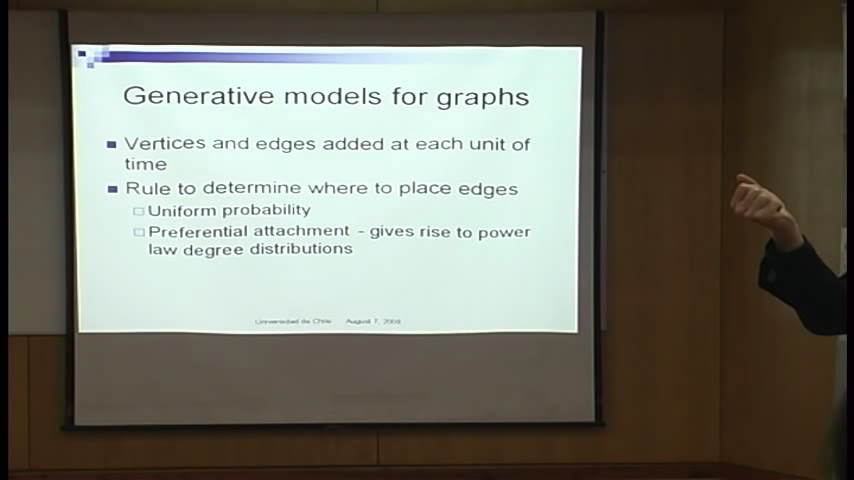 Generative models for graphs
Vertices and edges added at each unit of
time
Rule to determine where to place edges
Uniform probability
Preferential attachment - gives rise to power
law degree distributions
Universidad de Chile August 7, 2008